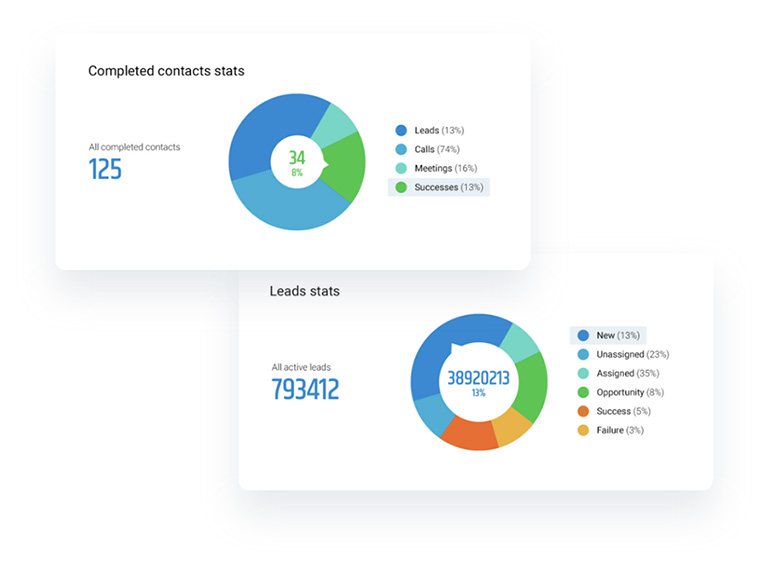 Completed contacts stats
All completed contacts
125
34
8%
Leads (13%)
Calls (74%)
Meetings (16%)
Successes (13%)
Leads stats
All active leads
793412
38920213
13%
New (13%)
Unassigned (23%)
Assigned (35%)
Opportunity (8%)
Success (5%)
Failure (3%)